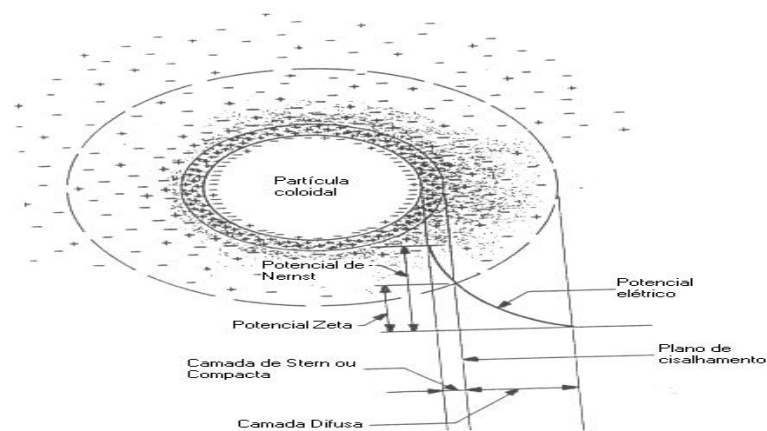 Partícula
coloidal
Potencial de
Nernst
Potencial
elétrico
Potencial Zeta
Plano de
cisalhamento
Camada de Stern ou
Compacta
Camada Difusa